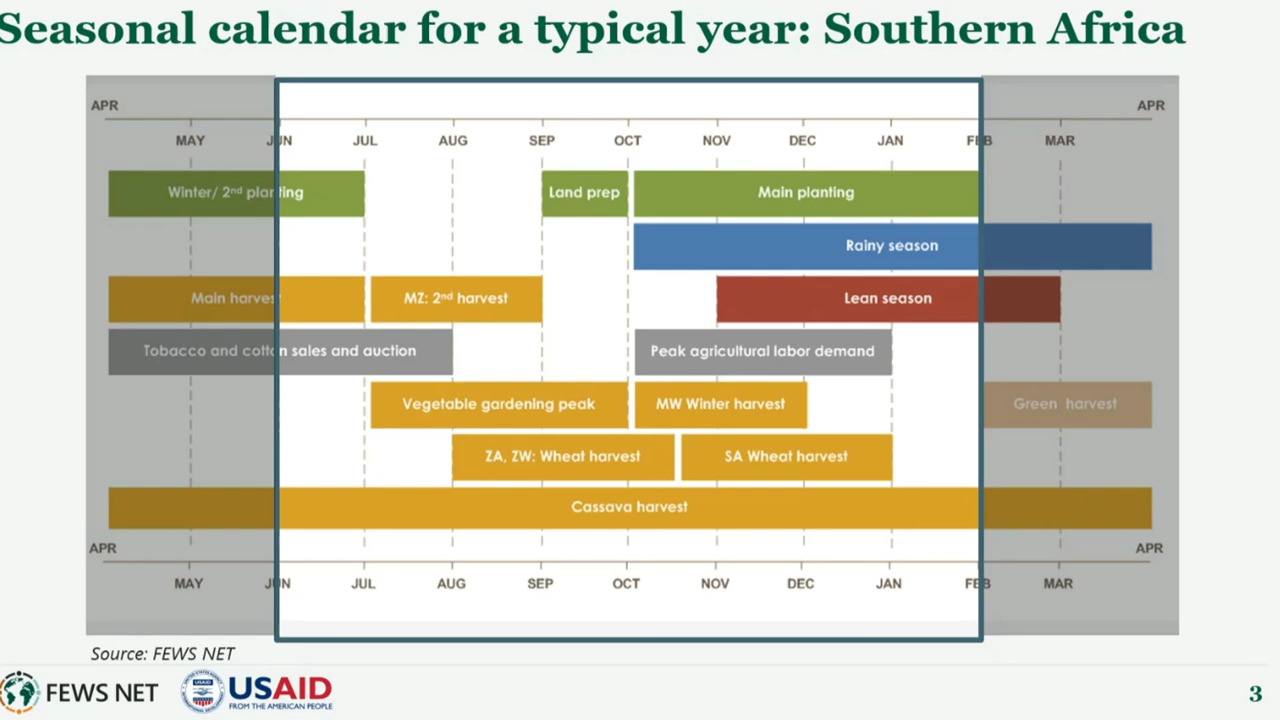 Seasonal calendar for a typical year: Southern Africa
APR APR
MAY JUN JUL AUG SEP OCT NOV DEC JAN FEB MAR
Winter/ 2nd planting Land prep Main planting
Rainy season
Main harvest MZ: 2nd harvest Lean season
Tobacco and cotton sales and auction Peak agricultural labor demand
Vegetable gardening peak MW Winter harvest Green harvest
ZA, ZW: Wheat harvest SA Wheat harvest
Cassava harvest
APR APR
MAY JUN JUL AUG SEP OCT NOV DEC JAN FEB MAR
Source: FEWS NET
FEWS NET USAID
FROM THE AMERICAN PEOPLE
3